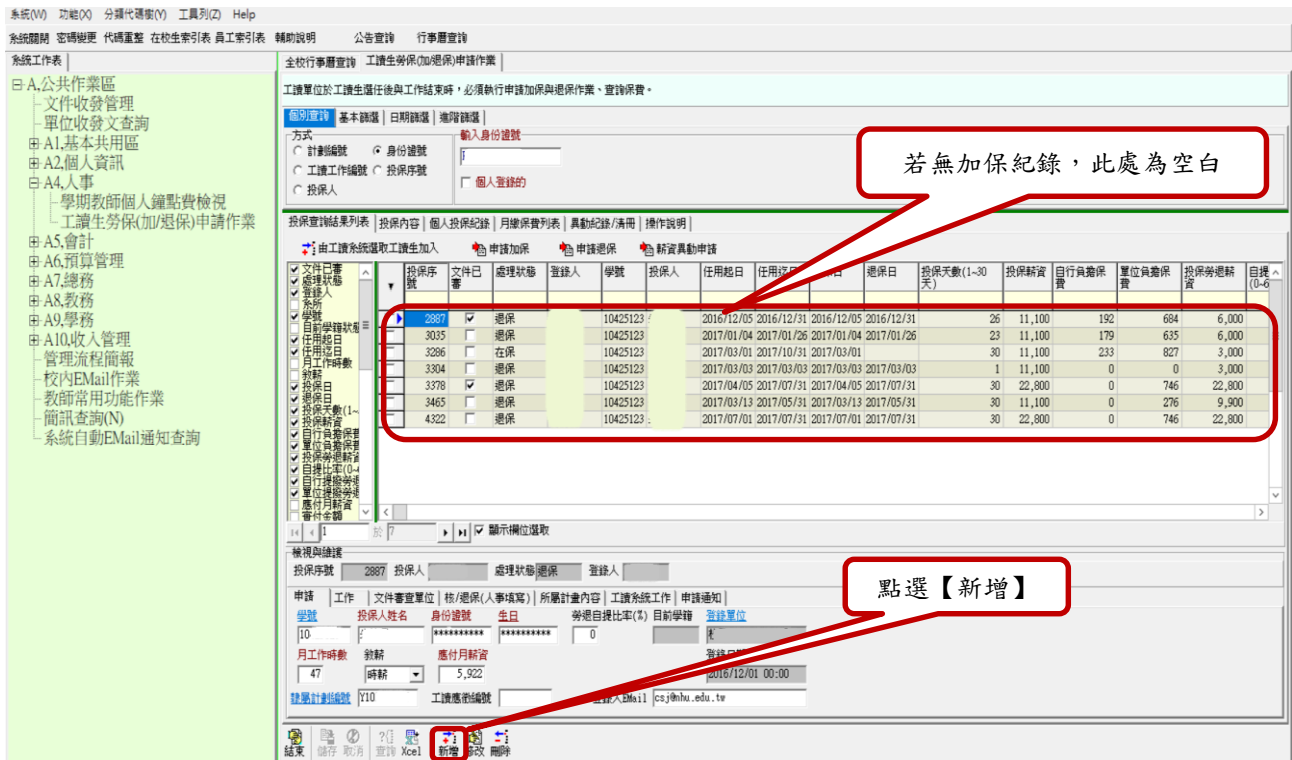 系統(W) 功能(X) 分類代碼樹(Y) 工具列(Z) Help
系統關閉 密碼變更 代碼重整 在校生索引表 員工索引表 輔助說明 公告查詢 行事曆查詢
系統工作表
A,公共作業區
文件收發管理
單位收發文查詢
A1,基本共用區
A2,個人資訊
A4,人事
學期教師個人鐘點費檢視
工讀生勞保(加/退保)申請作業
A5,會計
A6,預算管理
A7,總務
A8,教務
A9,學務
A10,收入管理
管理流程簡報
校內EMail作業
教師常用功能作業
簡訊查詢(N)
系統自動EMail通知查詢
全校行事曆查詢 工讀生勞保(加/退保)申請作業
工讀單位於工讀生選任後與工作結束時，必須執行申請加保與退保作業、查詢保費。
個別查詢 基本篩選 日期篩選 進階篩選
方式 輸入身份證號
計劃編號 身份證號
工讀工作編號 投保序號
投保人
個人登錄的
若無加保紀錄，此處為空白
投保查詢結果列表 投保內容 個人投保紀錄 月繳保費列表 異動紀錄/清冊 操作說明
由工讀系統選取工讀生加入 申請加保 申請退保 薪資異動申請
文件已審
處理狀態
登錄人
系所
學號
目前學籍狀態
任用起日
任用迄日
月工作時數
敘薪
投保日
退保日
投保天數(1~
投保薪資
自行負擔保費
單位負擔保費
投保勞退薪資
自提比率(0~
自行提撥勞退
單位提撥勞退
應付月薪資
審付金額
投保序號 文件已審 處理狀態 登錄人 學號 投保人 任用起日 任用迄日 退保日 投保天數(1~30天) 投保薪資 自行負擔保費 單位負擔保費 投保勞退薪資 自提(0~6
2887 退保 10425123 2016/12/05 2016/12/31 2016/12/05 2016/12/31 26 11,100 192 684 6,000
3035 退保 10425123 2017/01/04 2017/01/26 2017/01/04 2017/01/26 23 11,100 179 635 6,000
3286 在保 10425123 2017/03/01 2017/10/31 2017/03/01 30 11,100 233 827 3,000
3304 退保 10425123 2017/03/03 2017/03/03 2017/03/03 2017/03/03 1 11,100 0 0 3,000
3378 退保 10425123 2017/04/05 2017/07/31 2017/04/05 2017/07/31 30 22,800 0 746 22,800
3465 退保 10425123 2017/03/13 2017/05/31 2017/03/13 2017/05/31 30 11,100 0 276 9,900
4322 退保 10425123 2017/07/01 2017/07/31 2017/07/01 2017/07/31 30 22,800 0 746 22,800
1 於 7 顯示欄位選取
檢視與維護
投保序號 2887 投保人 處理狀態 退保 登錄人
點選【新增】
申請 工作 文件審查單位 核/退保(人事填寫) 所屬計畫內容 工讀系統工作 申請通知
學號 投保人姓名 身份證號 生日 勞退自提比率(%) 目前學籍 登錄單位
10 ********** ********** 0
月工作時數 敘薪 應付月薪資
47 時薪 5,922 2016/12/01 00:00
隸屬計劃編號 Y10 工讀應徵編號 登錄人EMail csj@nhu.edu.tw
結束 儲存 取消 查詢 Xcel 新增 修改 刪除